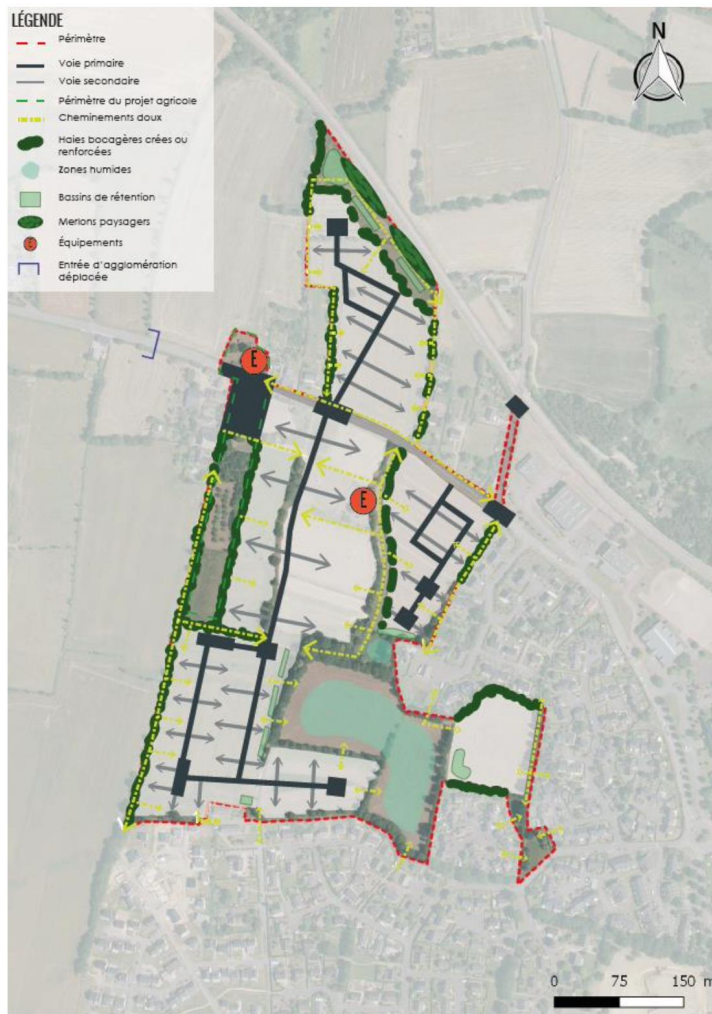 LÉGENDE
Périmètre
Voie primaire
Voie secondaire
Périmètre du projet agricole
Cheminements doux
Haies bocagères crées ou
renforcées
Zones humides
Bassins de rétention
Merlons paysagers
E Équipements
Entrée d'agglomération
déplacée
N
E
E
0 75 150 m